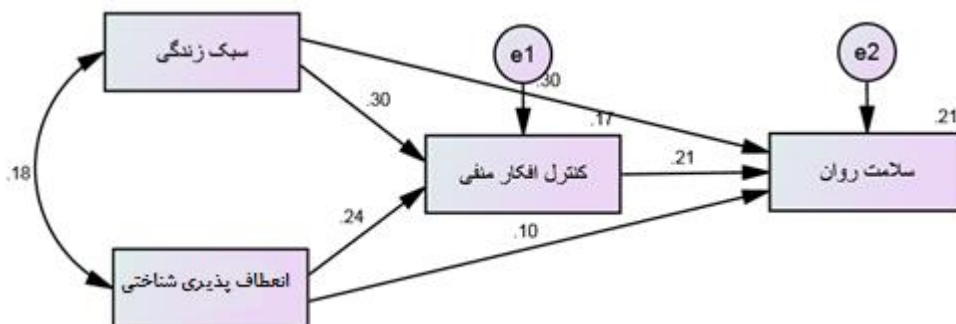 سبک زندگی
e1
e2
.30
.30
.17
.21
کنترل افکار منفی
.21
سلامت روان
.18
.24
.10
انعطاف پذیری شناختی